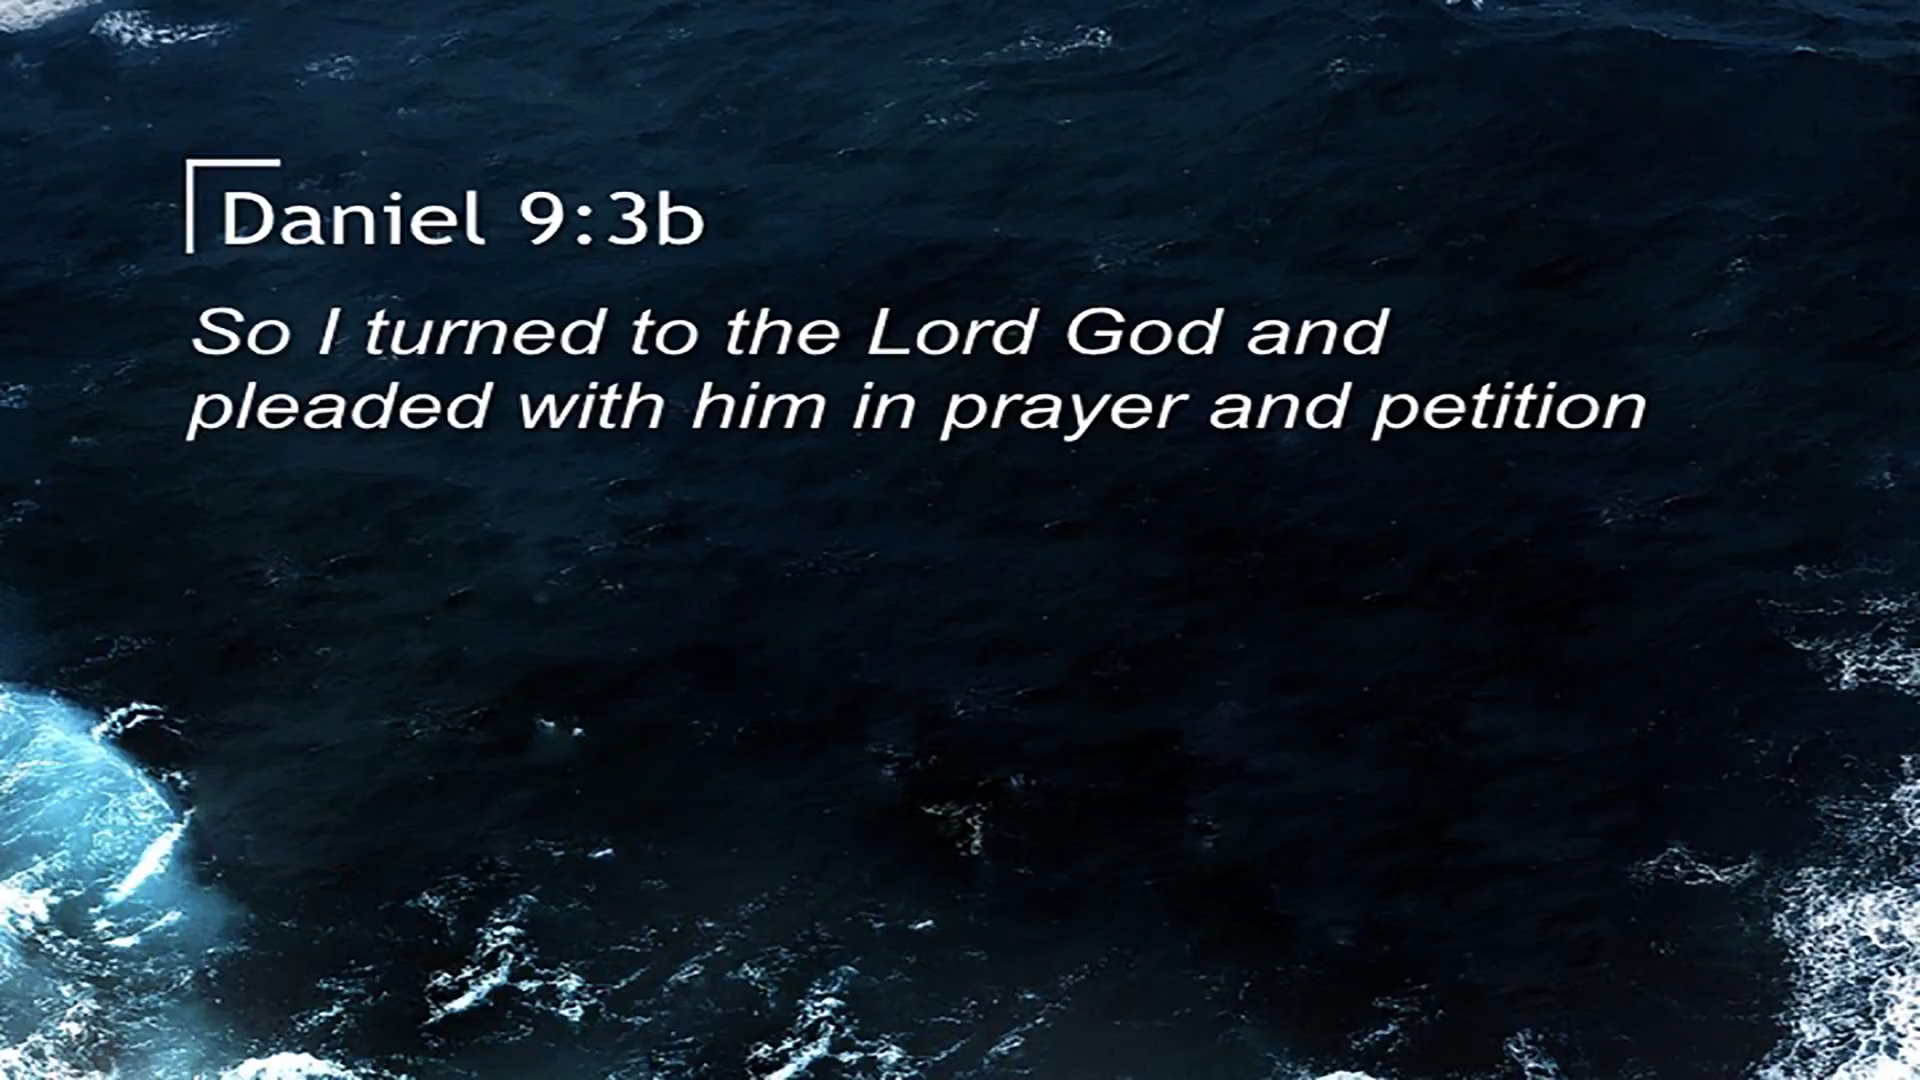 Daniel 9:3b
So I turned to the Lord God and
pleaded with him in prayer and petition